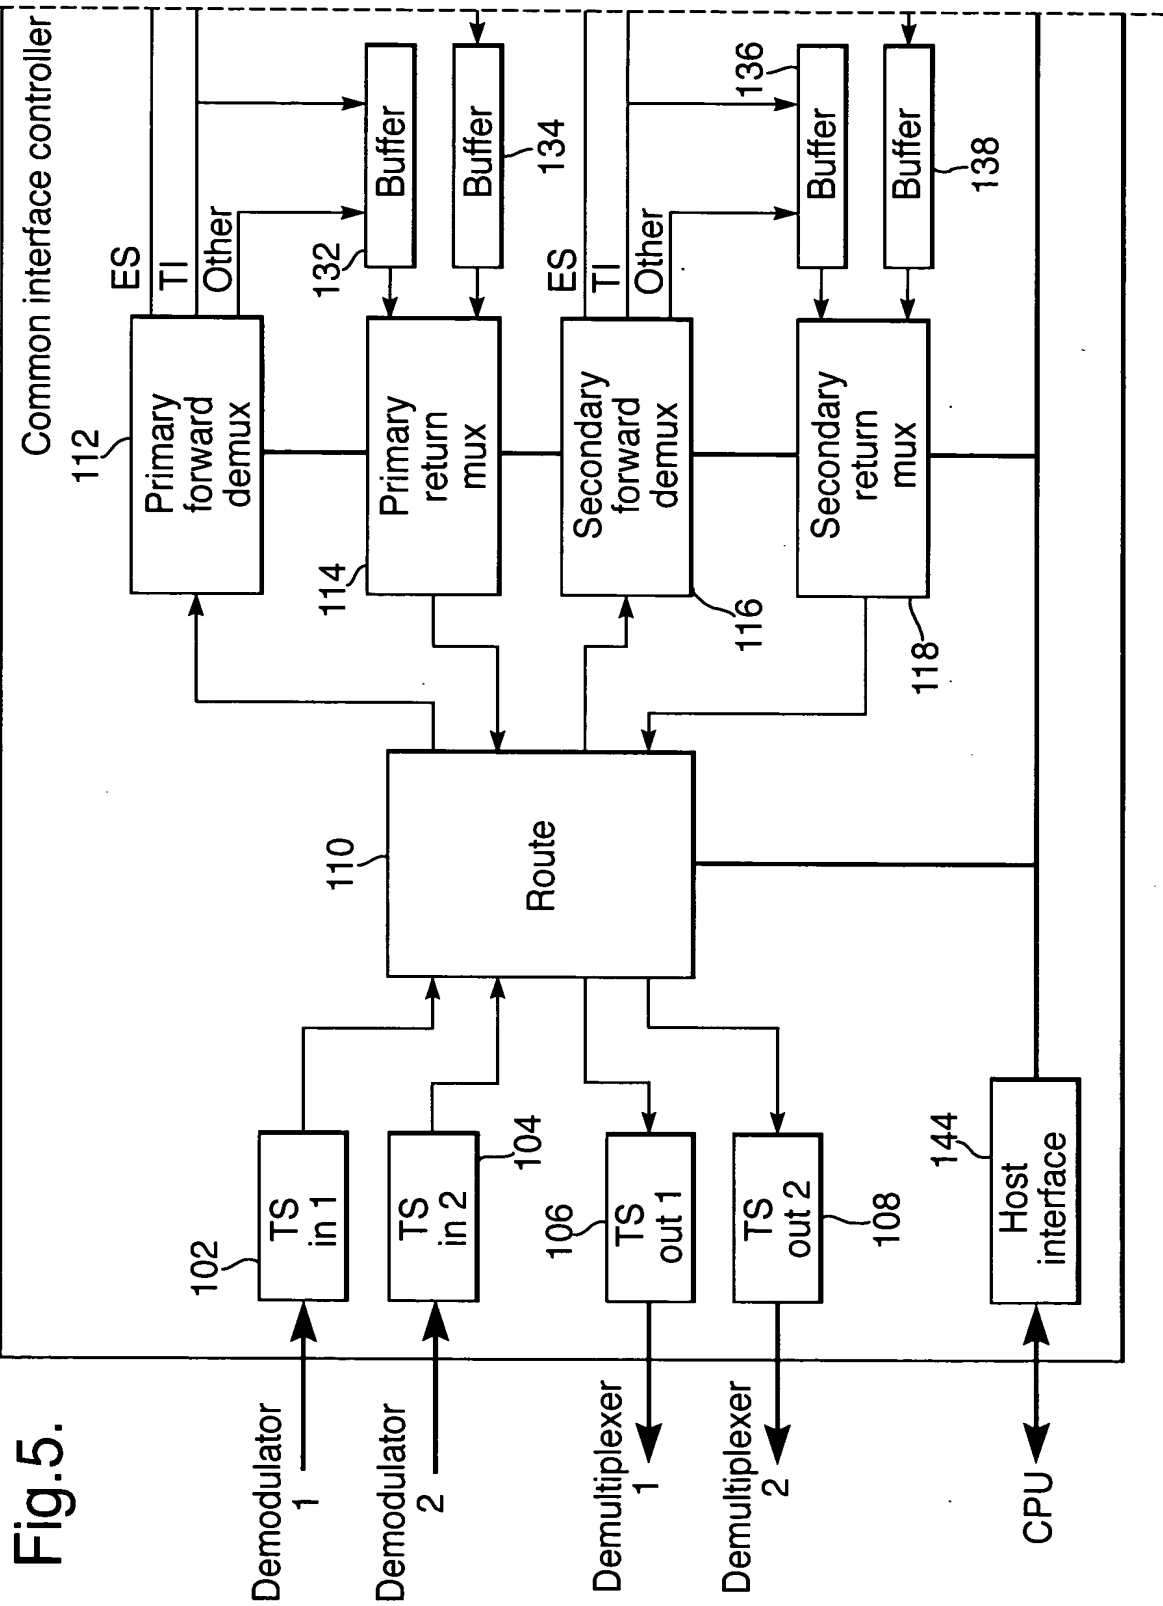 Fig.5.
Common interface controller
Demodulator
1
Demodulator
2
Demultiplexer
1
Demultiplexer
2
CPU
102
TS
in 1
TS
in 2
104
106
TS
out 1
TS
out 2
108
144
Host
interface
110
Route
112
Primary
forward
demux
ES
TI
Other
114
Primary
return
mux
132
Buffer
Buffer
134
Secondary
forward
demux
116
ES
TI
Other
Secondary
return
mux
118
136
Buffer
Buffer
138